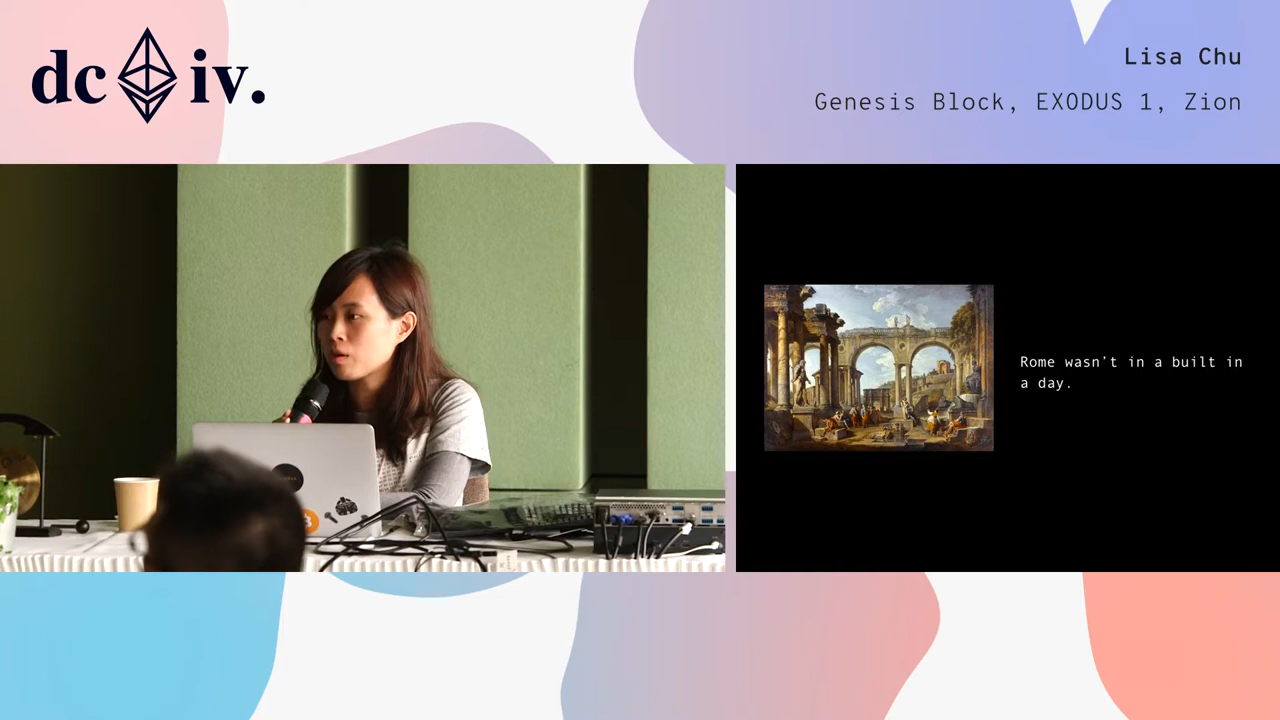 dc iv.
Lisa Chu
Genesis Block, EXODUS 1, Zion
Rome wasn't in a built in
a day.